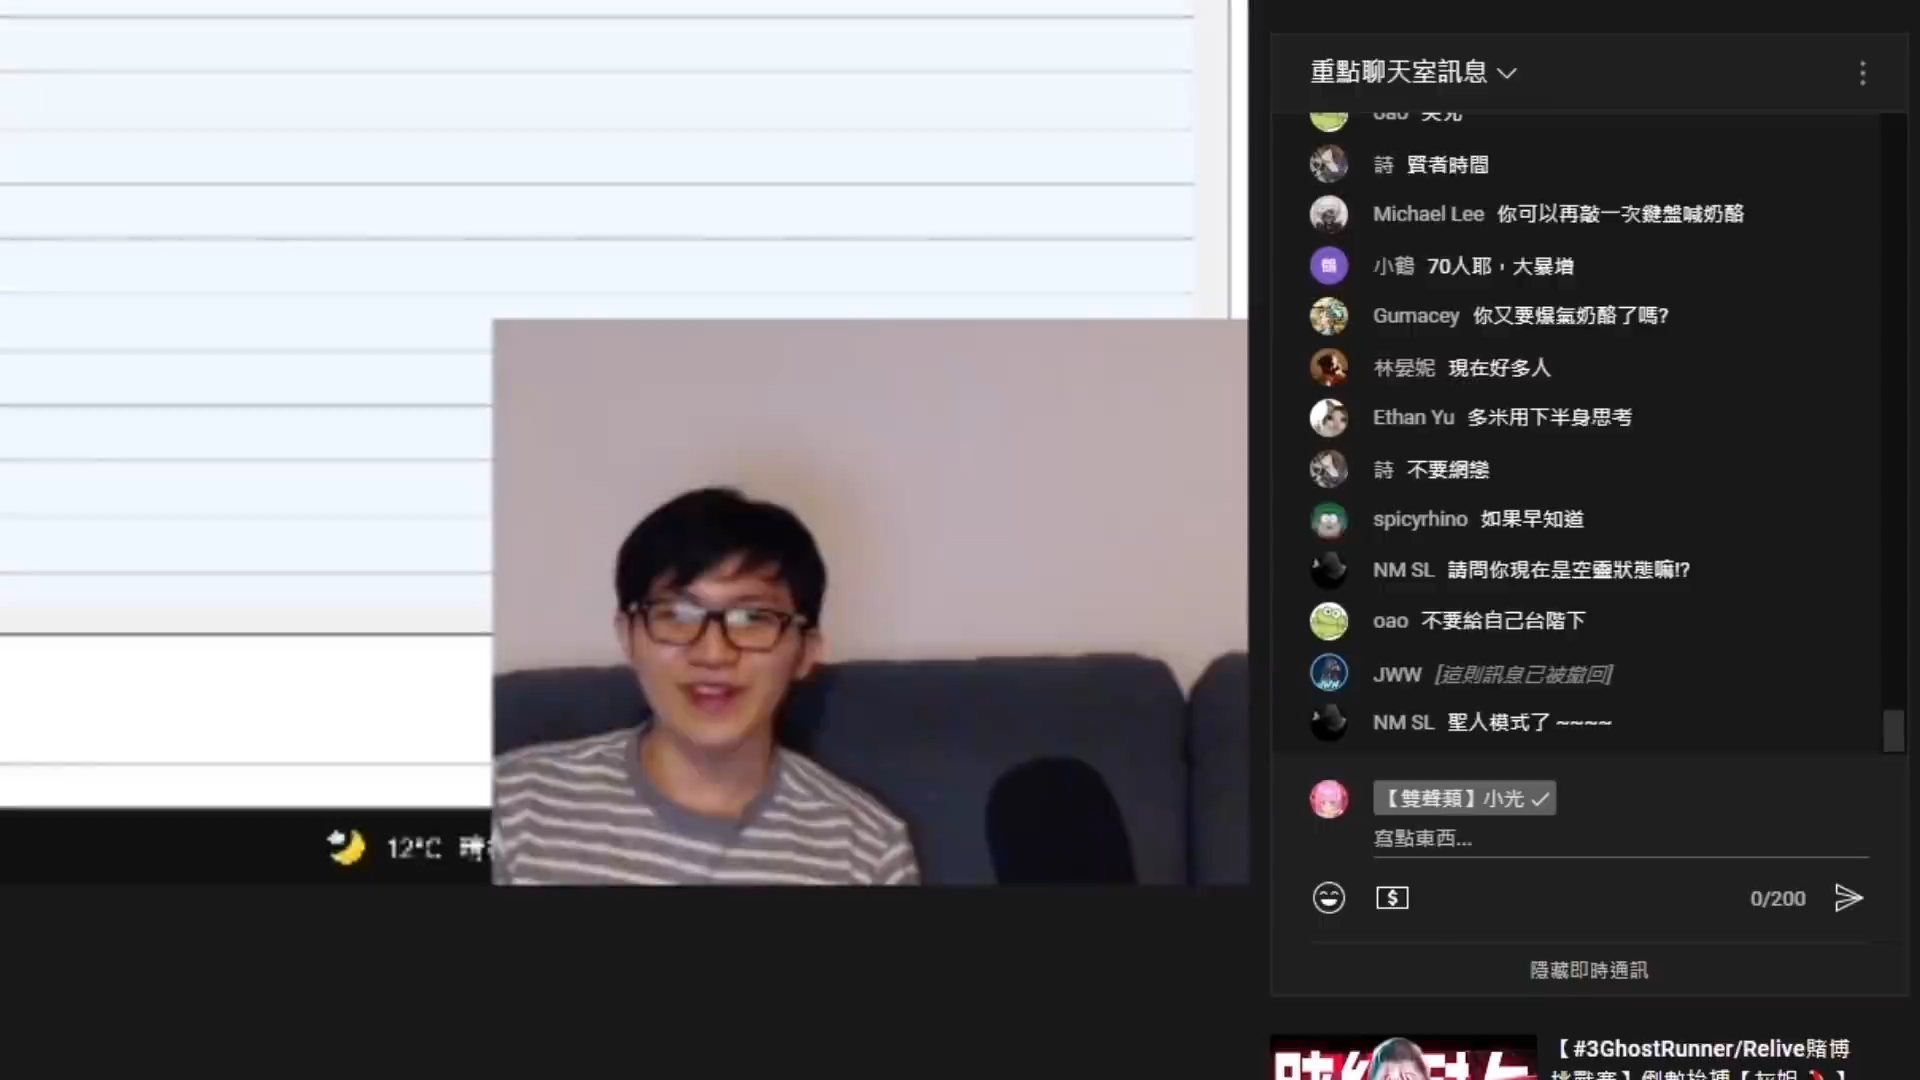 重點聊天室訊息
oao 笑死
詩 賢者時間
Michael Lee 你可以再敲一次鍵盤喊奶酪
小鶴 70人耶，大暴增
Gumacey 你又要爆氣奶酪了嗎?
林晏妮 現在好多人
Ethan Yu 多米用下半身思考
詩 不要網戀
spicyrhino 如果早知道
NM SL 請問你現在是空靈狀態嘛!?
oao 不要給自己台階下
JWW [這則訊息已被撤回]
NM SL 聖人模式了 ~~~~
【雙聲類】小光
寫點東西...
12°C
0/200
隱藏即時通訊
【 #3GhostRunner/Relive賭博